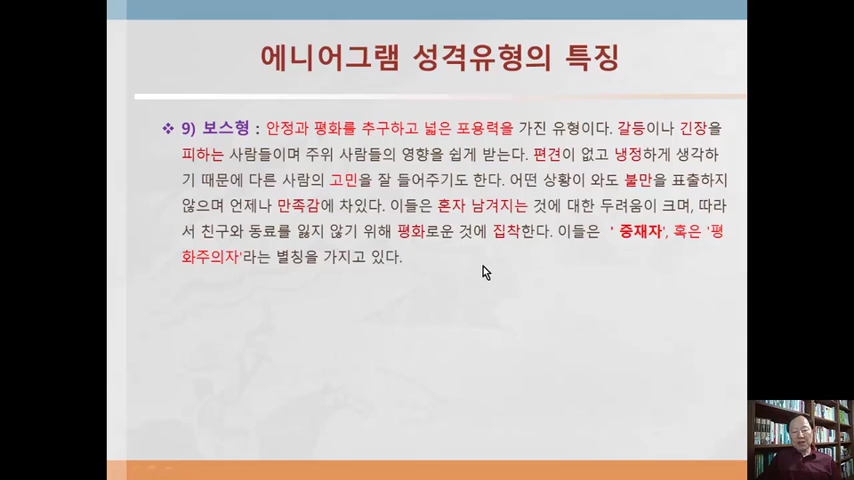 에니어그램 성격유형의 특징
❖ 9) 보스형 : 안정과 평화를 추구하고 넓은 포용력을 가진 유형이다. 갈등이나 긴장을
피하는 사람들이며 주위 사람들의 영향을 쉽게 받는다. 편견이 없고 냉정하게 생각하
기 때문에 다른 사람의 고민을 잘 들어주기도 한다. 어떤 상황이 와도 불만을 표출하지
않으며 언제나 만족감에 차있다. 이들은 혼자 남겨지는 것에 대한 두려움이 크며, 따라
서 친구와 동료를 잃지 않기 위해 평화로운 것에 집착한다. 이들은 ' 중재자', 혹은 '평
화주의자'라는 별칭을 가지고 있다.